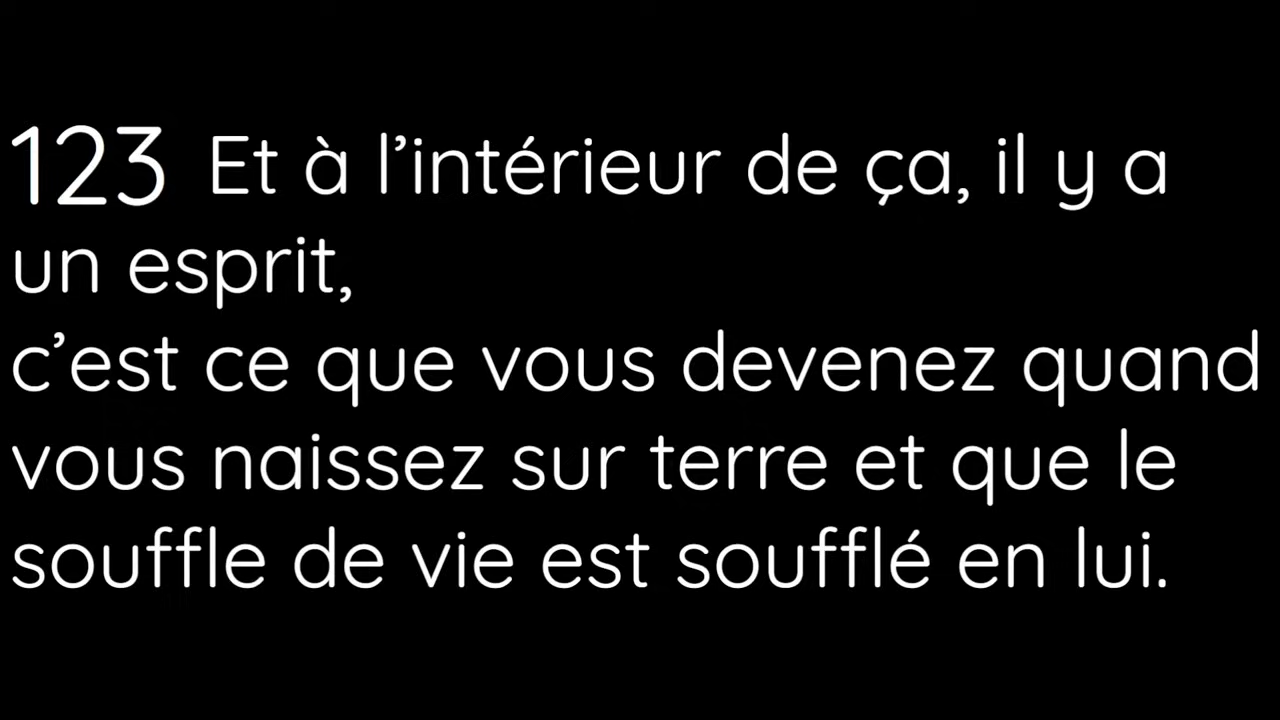 123 Et à l’intérieur de ça, il y a
un esprit,
c’est ce que vous devenez quand
vous naissez sur terre et que le
souffle de vie est soufflé en lui.